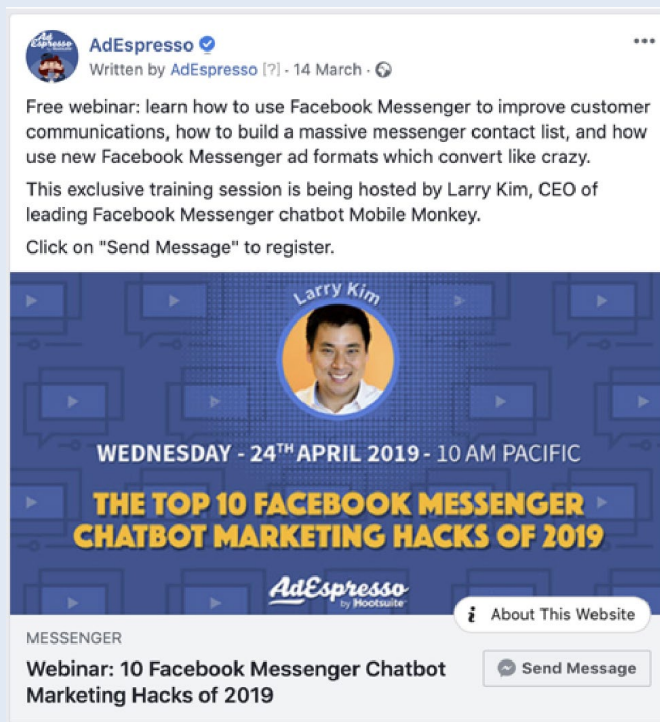 AdEspresso
by Hootsuite
AdEspresso
Written by AdEspresso [?] · 14 March ·
Free webinar: learn how to use Facebook Messenger to improve customer
communications, how to build a massive messenger contact list, and how
use new Facebook Messenger ad formats which convert like crazy.
This exclusive training session is being hosted by Larry Kim, CEO of
leading Facebook Messenger chatbot Mobile Monkey.
Click on "Send Message" to register.
Larry Kim
WEDNESDAY - 24TH APRIL 2019 - 10 AM PACIFIC
THE TOP 10 FACEBOOK MESSENGER
CHATBOT MARKETING HACKS OF 2019
AdEspresso
by Hootsuite
i About This Website
MESSENGER
Webinar: 10 Facebook Messenger Chatbot
Marketing Hacks of 2019
Send Message